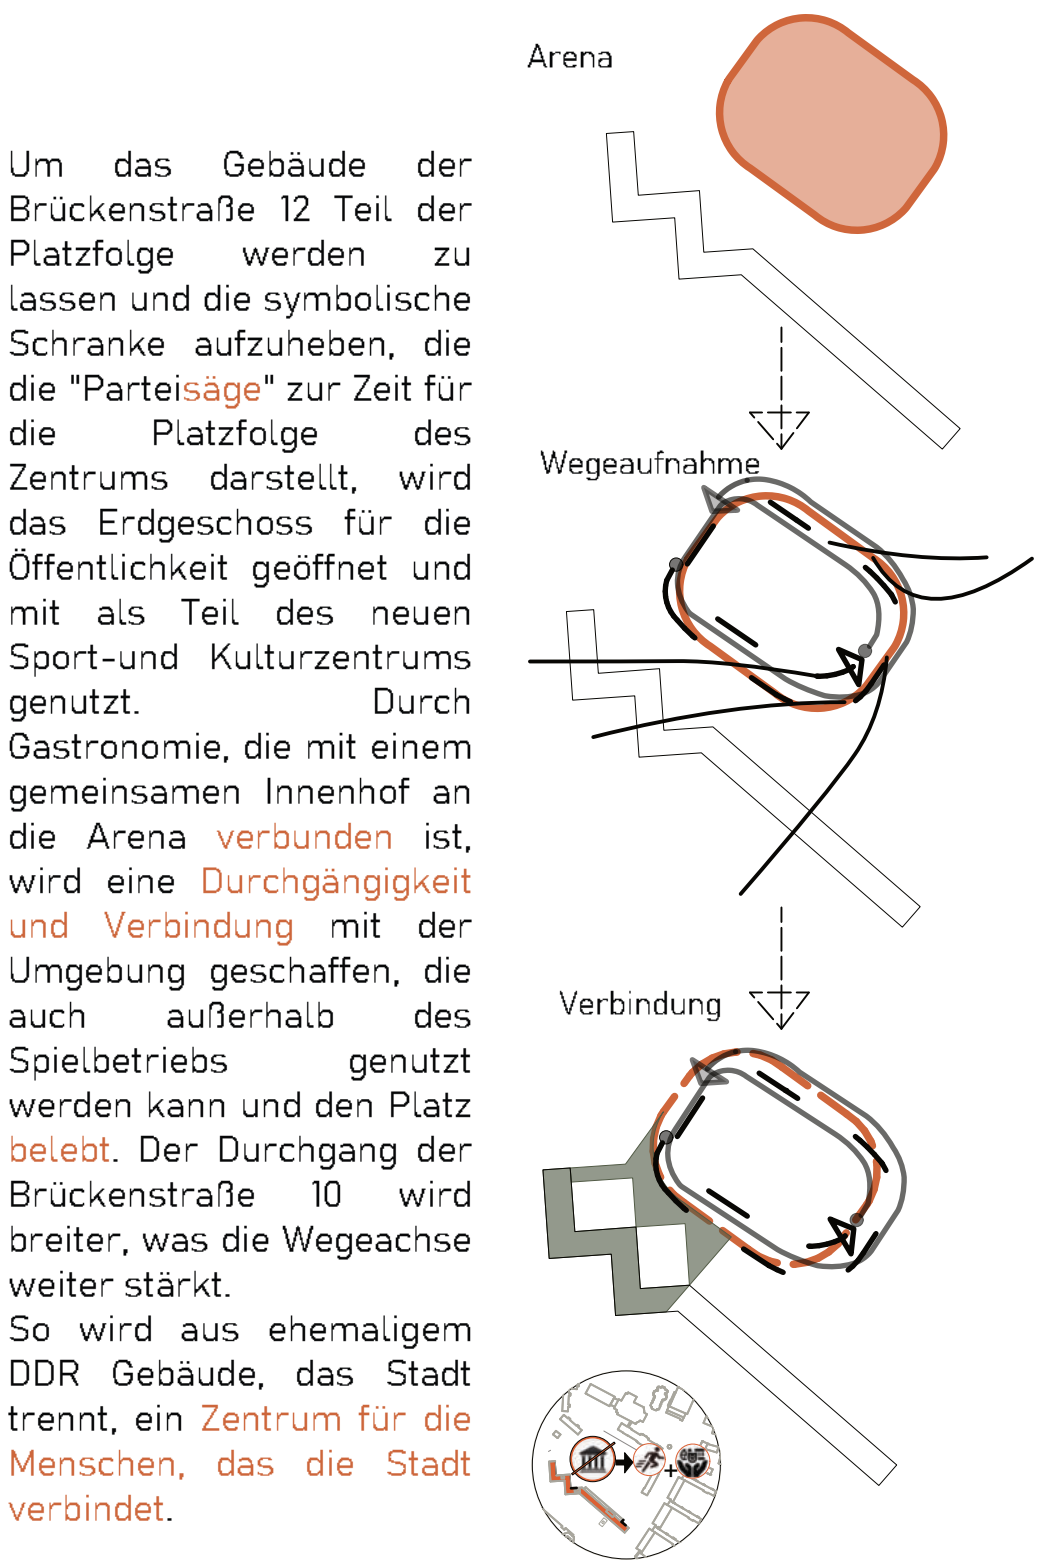 Um das Gebäude der
Brückenstraße 12 Teil der
Platzfolge werden zu
lassen und die symbolische
Schranke aufzuheben, die
die "Parteisäge" zur Zeit für
die Platzfolge des
Zentrums darstellt, wird
das Erdgeschoss für die
Öffentlichkeit geöffnet und
mit als Teil des neuen
Sport-und Kulturzentrums
genutzt. Durch
Gastronomie, die mit einem
gemeinsamen Innenhof an
die Arena verbunden ist,
wird eine Durchgängigkeit
und Verbindung mit der
Umgebung geschaffen, die
auch außerhalb des
Spielbetriebs genutzt
werden kann und den Platz
belebt. Der Durchgang der
Brückenstraße 10 wird
breiter, was die Wegeachse
weiter stärkt.
So wird aus ehemaligem
DDR Gebäude, das Stadt
trennt, ein Zentrum für die
Menschen, das die Stadt
verbindet.
Arena
Wegeaufnahme
Verbindung
+